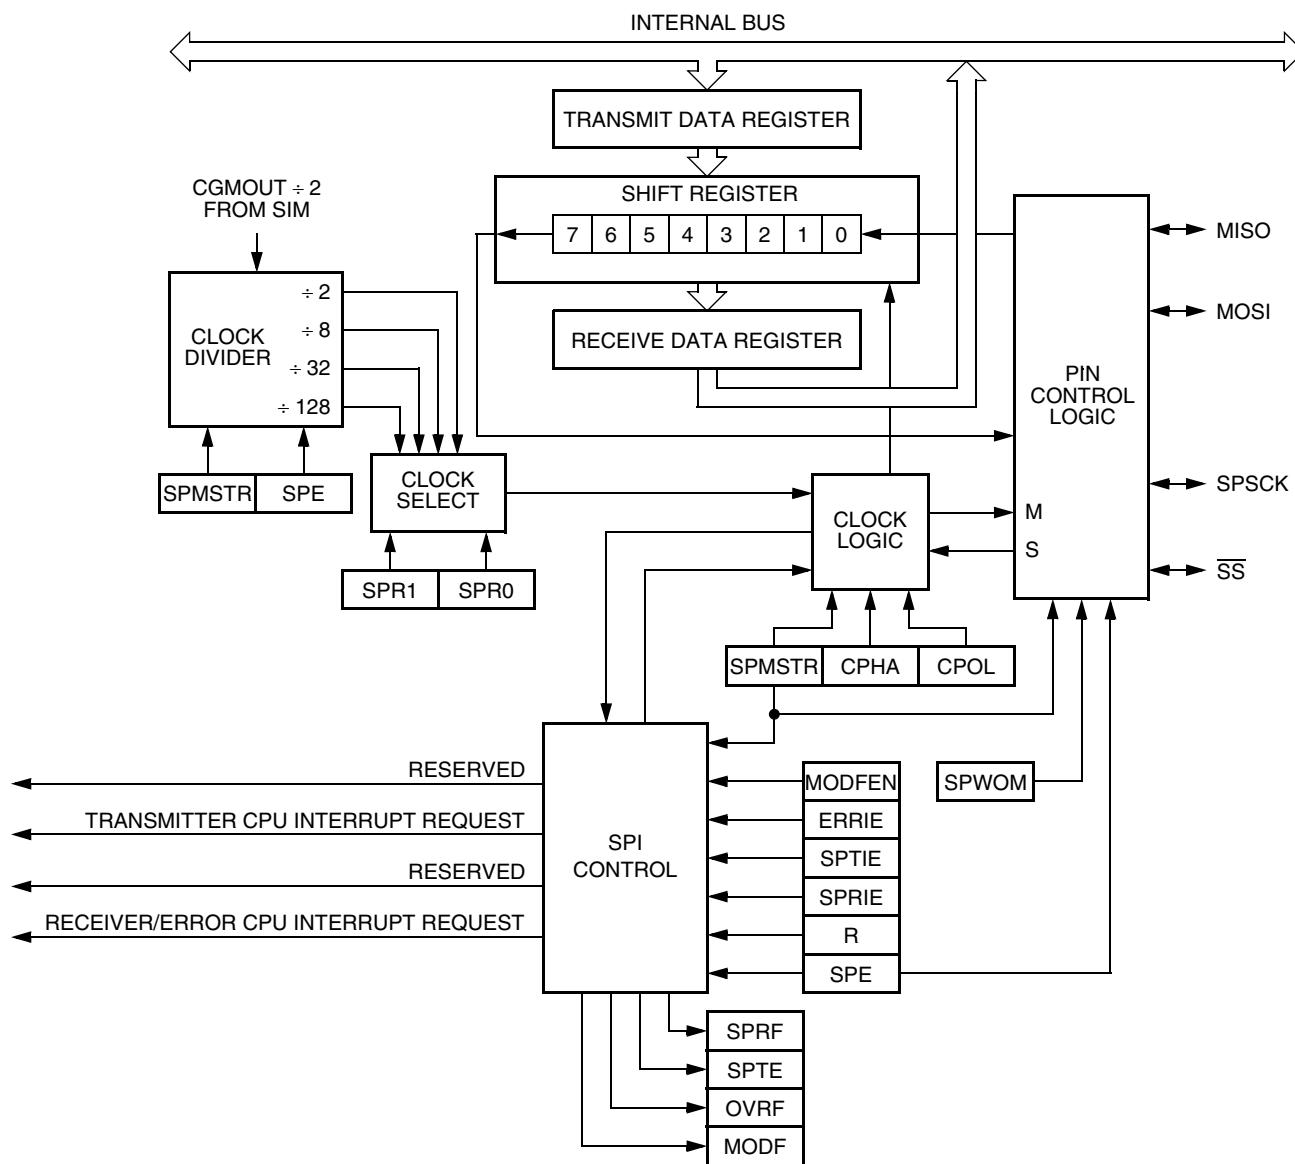 INTERNAL BUS
TRANSMIT DATA REGISTER
CGMOUT ÷ 2
FROM SIM
SHIFT REGISTER
7 6 5 4 3 2 1 0
MISO
÷ 2
÷ 8
÷ 32
÷ 128
CLOCK
DIVIDER
RECEIVE DATA REGISTER
MOSI
PIN
CONTROL
LOGIC
SPMSTR SPE
CLOCK
SELECT
SPSCK
CLOCK
LOGIC
M
S
SS
SPR1 SPR0
SPMSTR CPHA CPOL
RESERVED
TRANSMITTER CPU INTERRUPT REQUEST
RESERVED
RECEIVER/ERROR CPU INTERRUPT REQUEST
SPI
CONTROL
MODFEN
ERRIE
SPTIE
SPRIE
R
SPE
SPWOM
SPRF
SPTE
OVRF
MODF